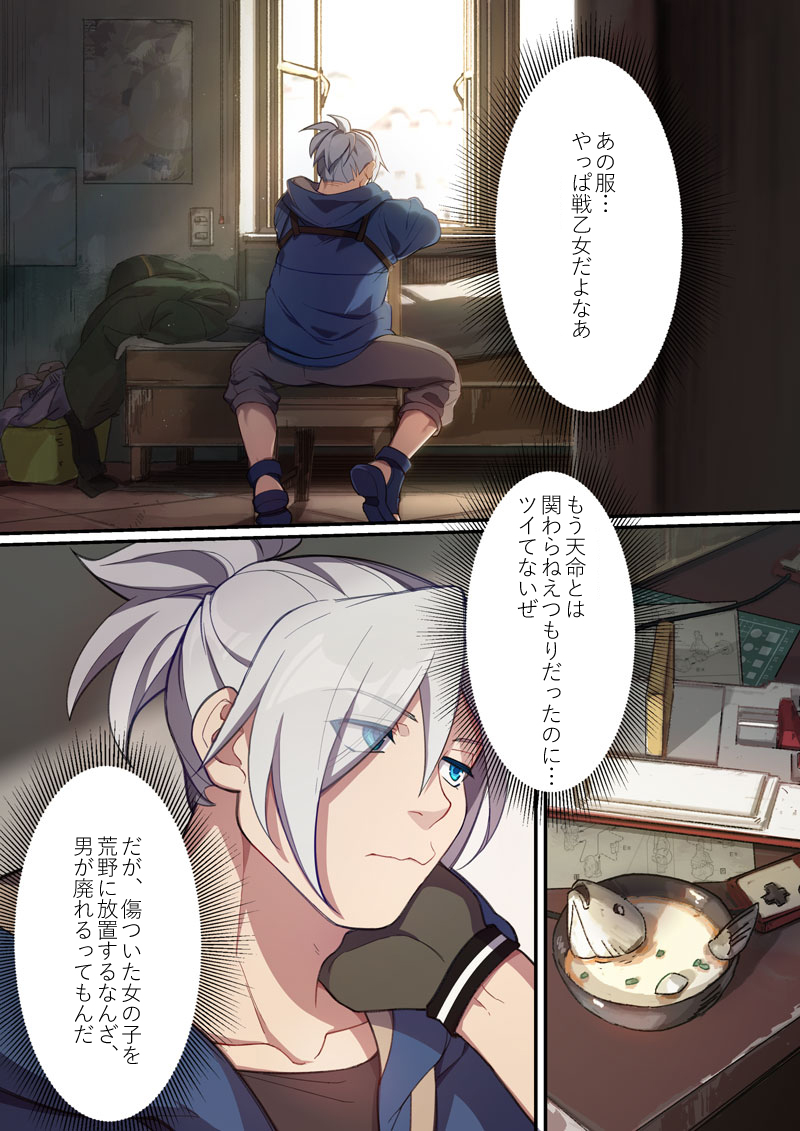 あの服…
やっぱ戦乙女だよなあ
もう天命とは
関わらねえつもりだったのに…
ツイてないぜ
だが、傷ついた女の子を
荒野に放置するなんざ、
男が廃れるってもんだ